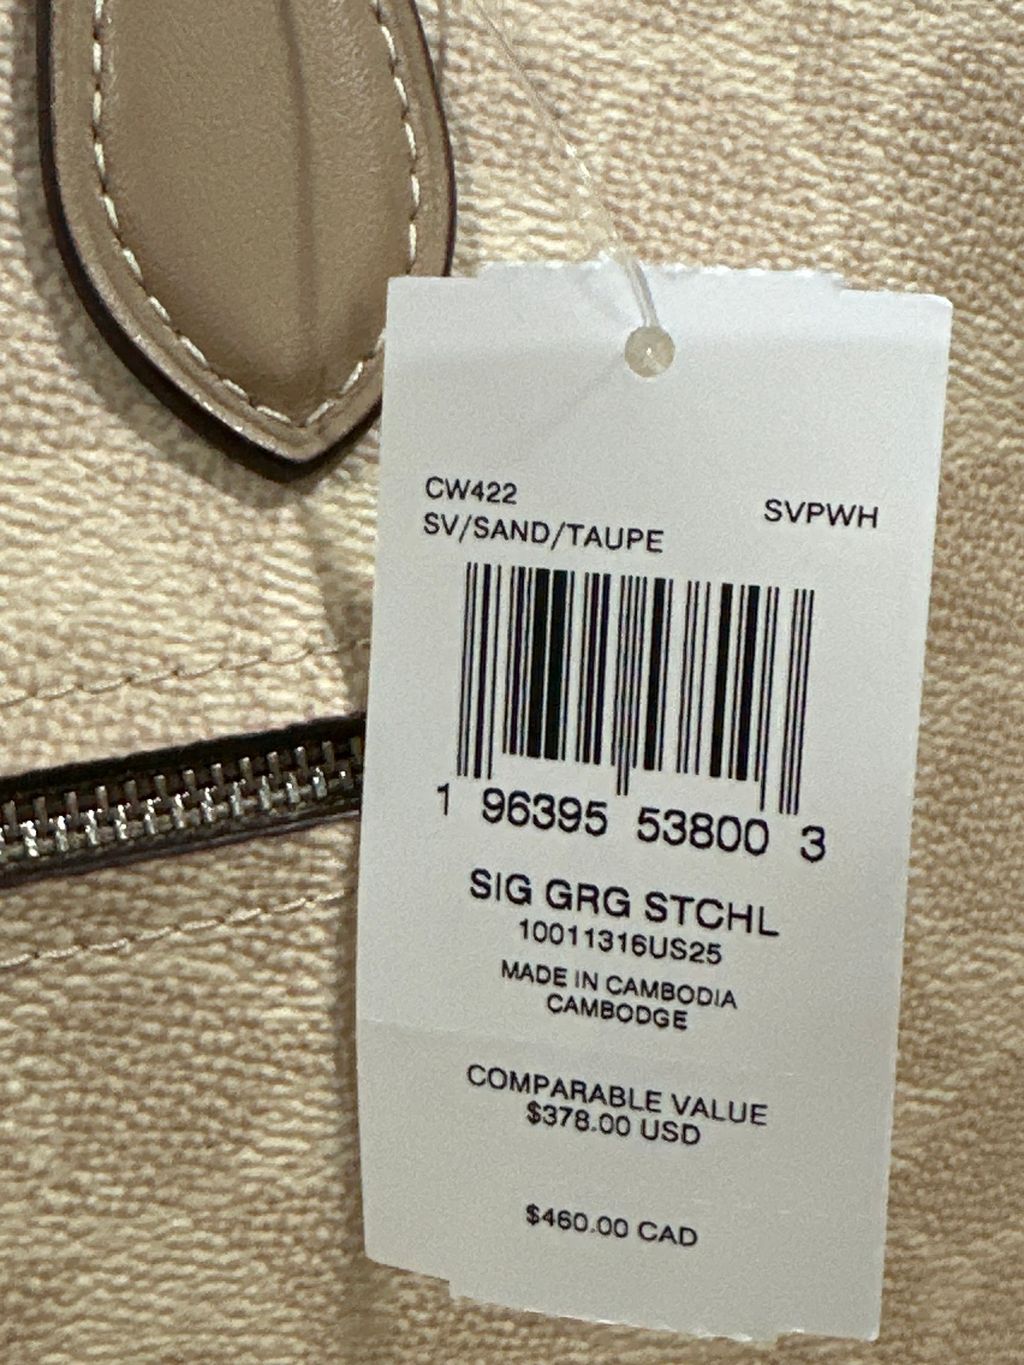 CW422 SVPWH
SV/SAND/TAUPE
1 96395 53800 3
SIG GRG STCHL
10011316US25
MADE IN CAMBODIA
CAMBODGE
COMPARABLE VALUE
$378.00 USD
$460.00 CAD